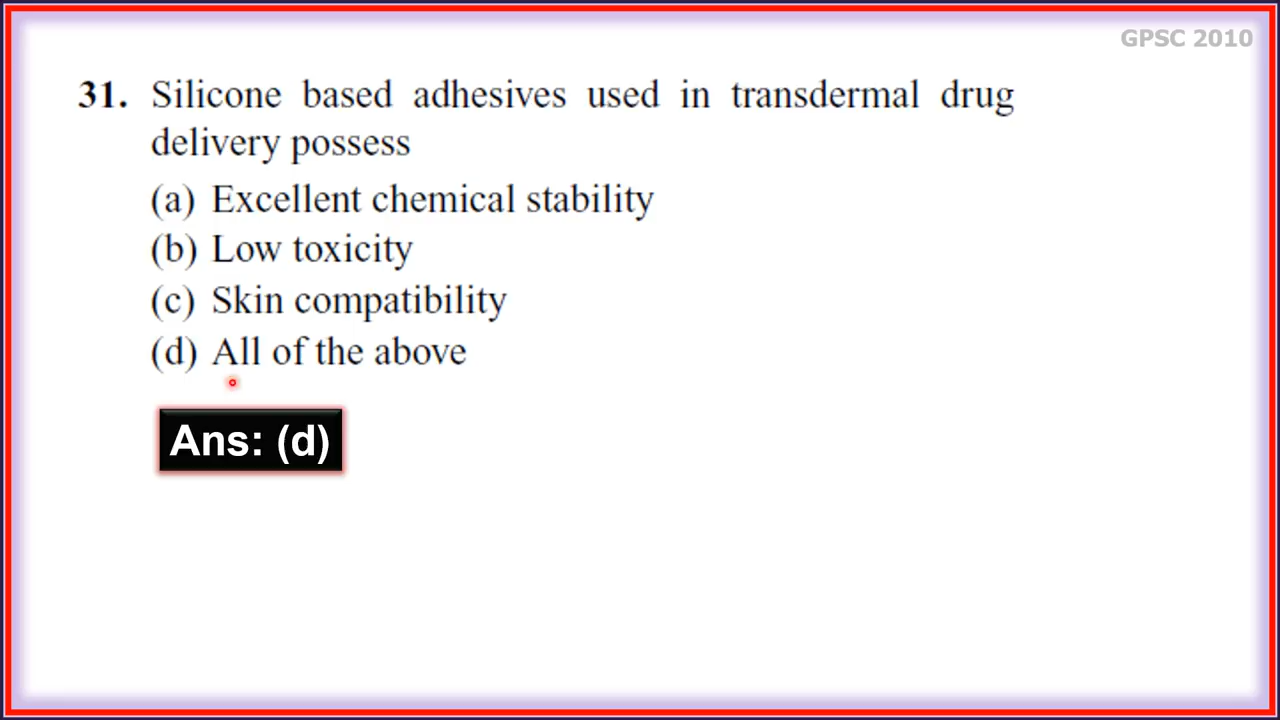 GPSC 2010
31. Silicone based adhesives used in transdermal drug
delivery possess
(a) Excellent chemical stability
(b) Low toxicity
(c) Skin compatibility
(d) All of the above
Ans: (d)